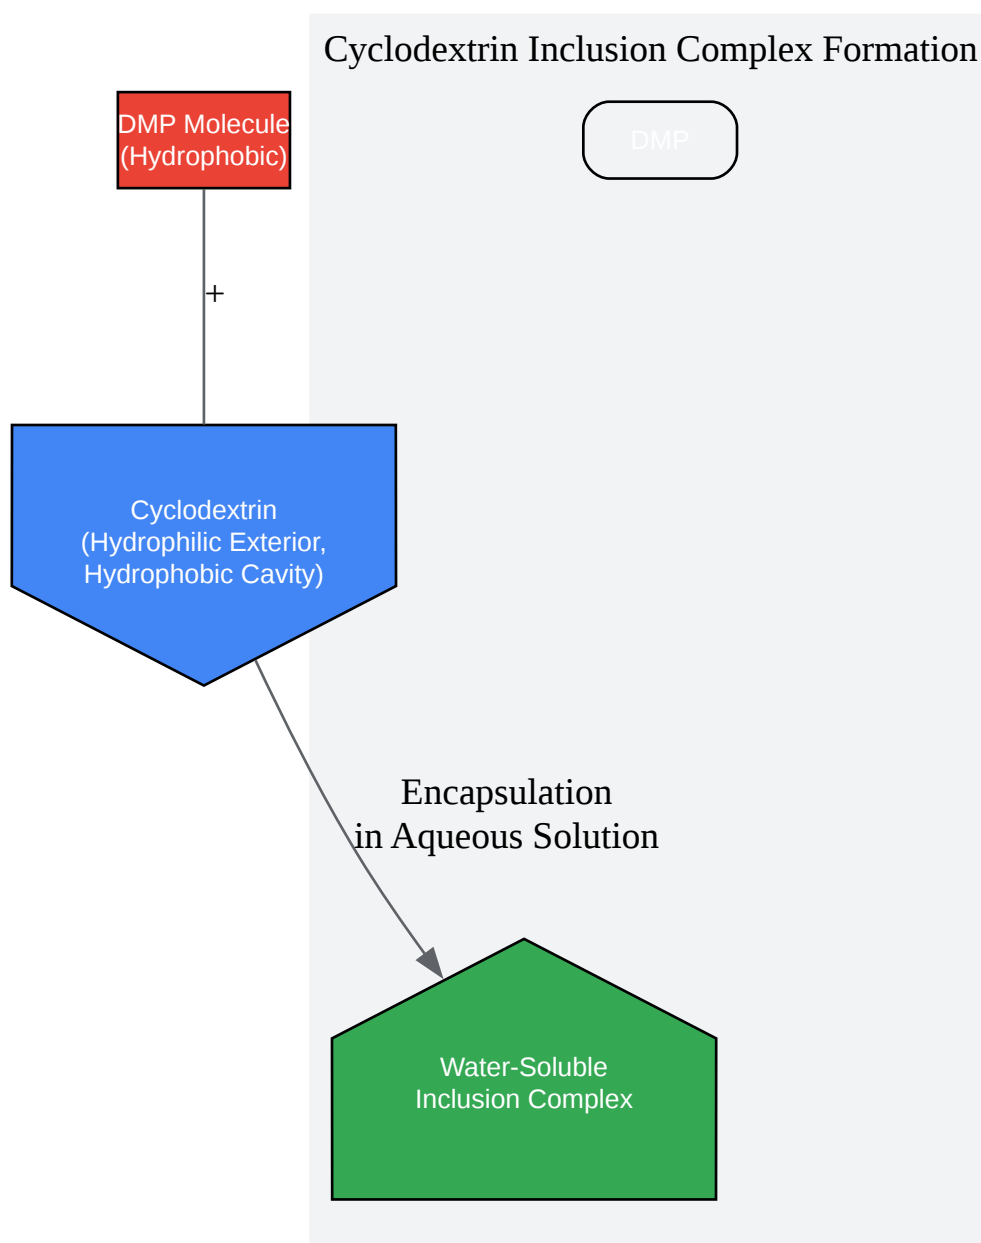 Cyclodextrin Inclusion Complex Formation
DMP Molecule
(Hydrophobic)
DMP
+
Cyclodextrin
(Hydrophilic Exterior,
Hydrophobic Cavity)
Encapsulation
in Aqueous Solution
Water-Soluble
Inclusion Complex